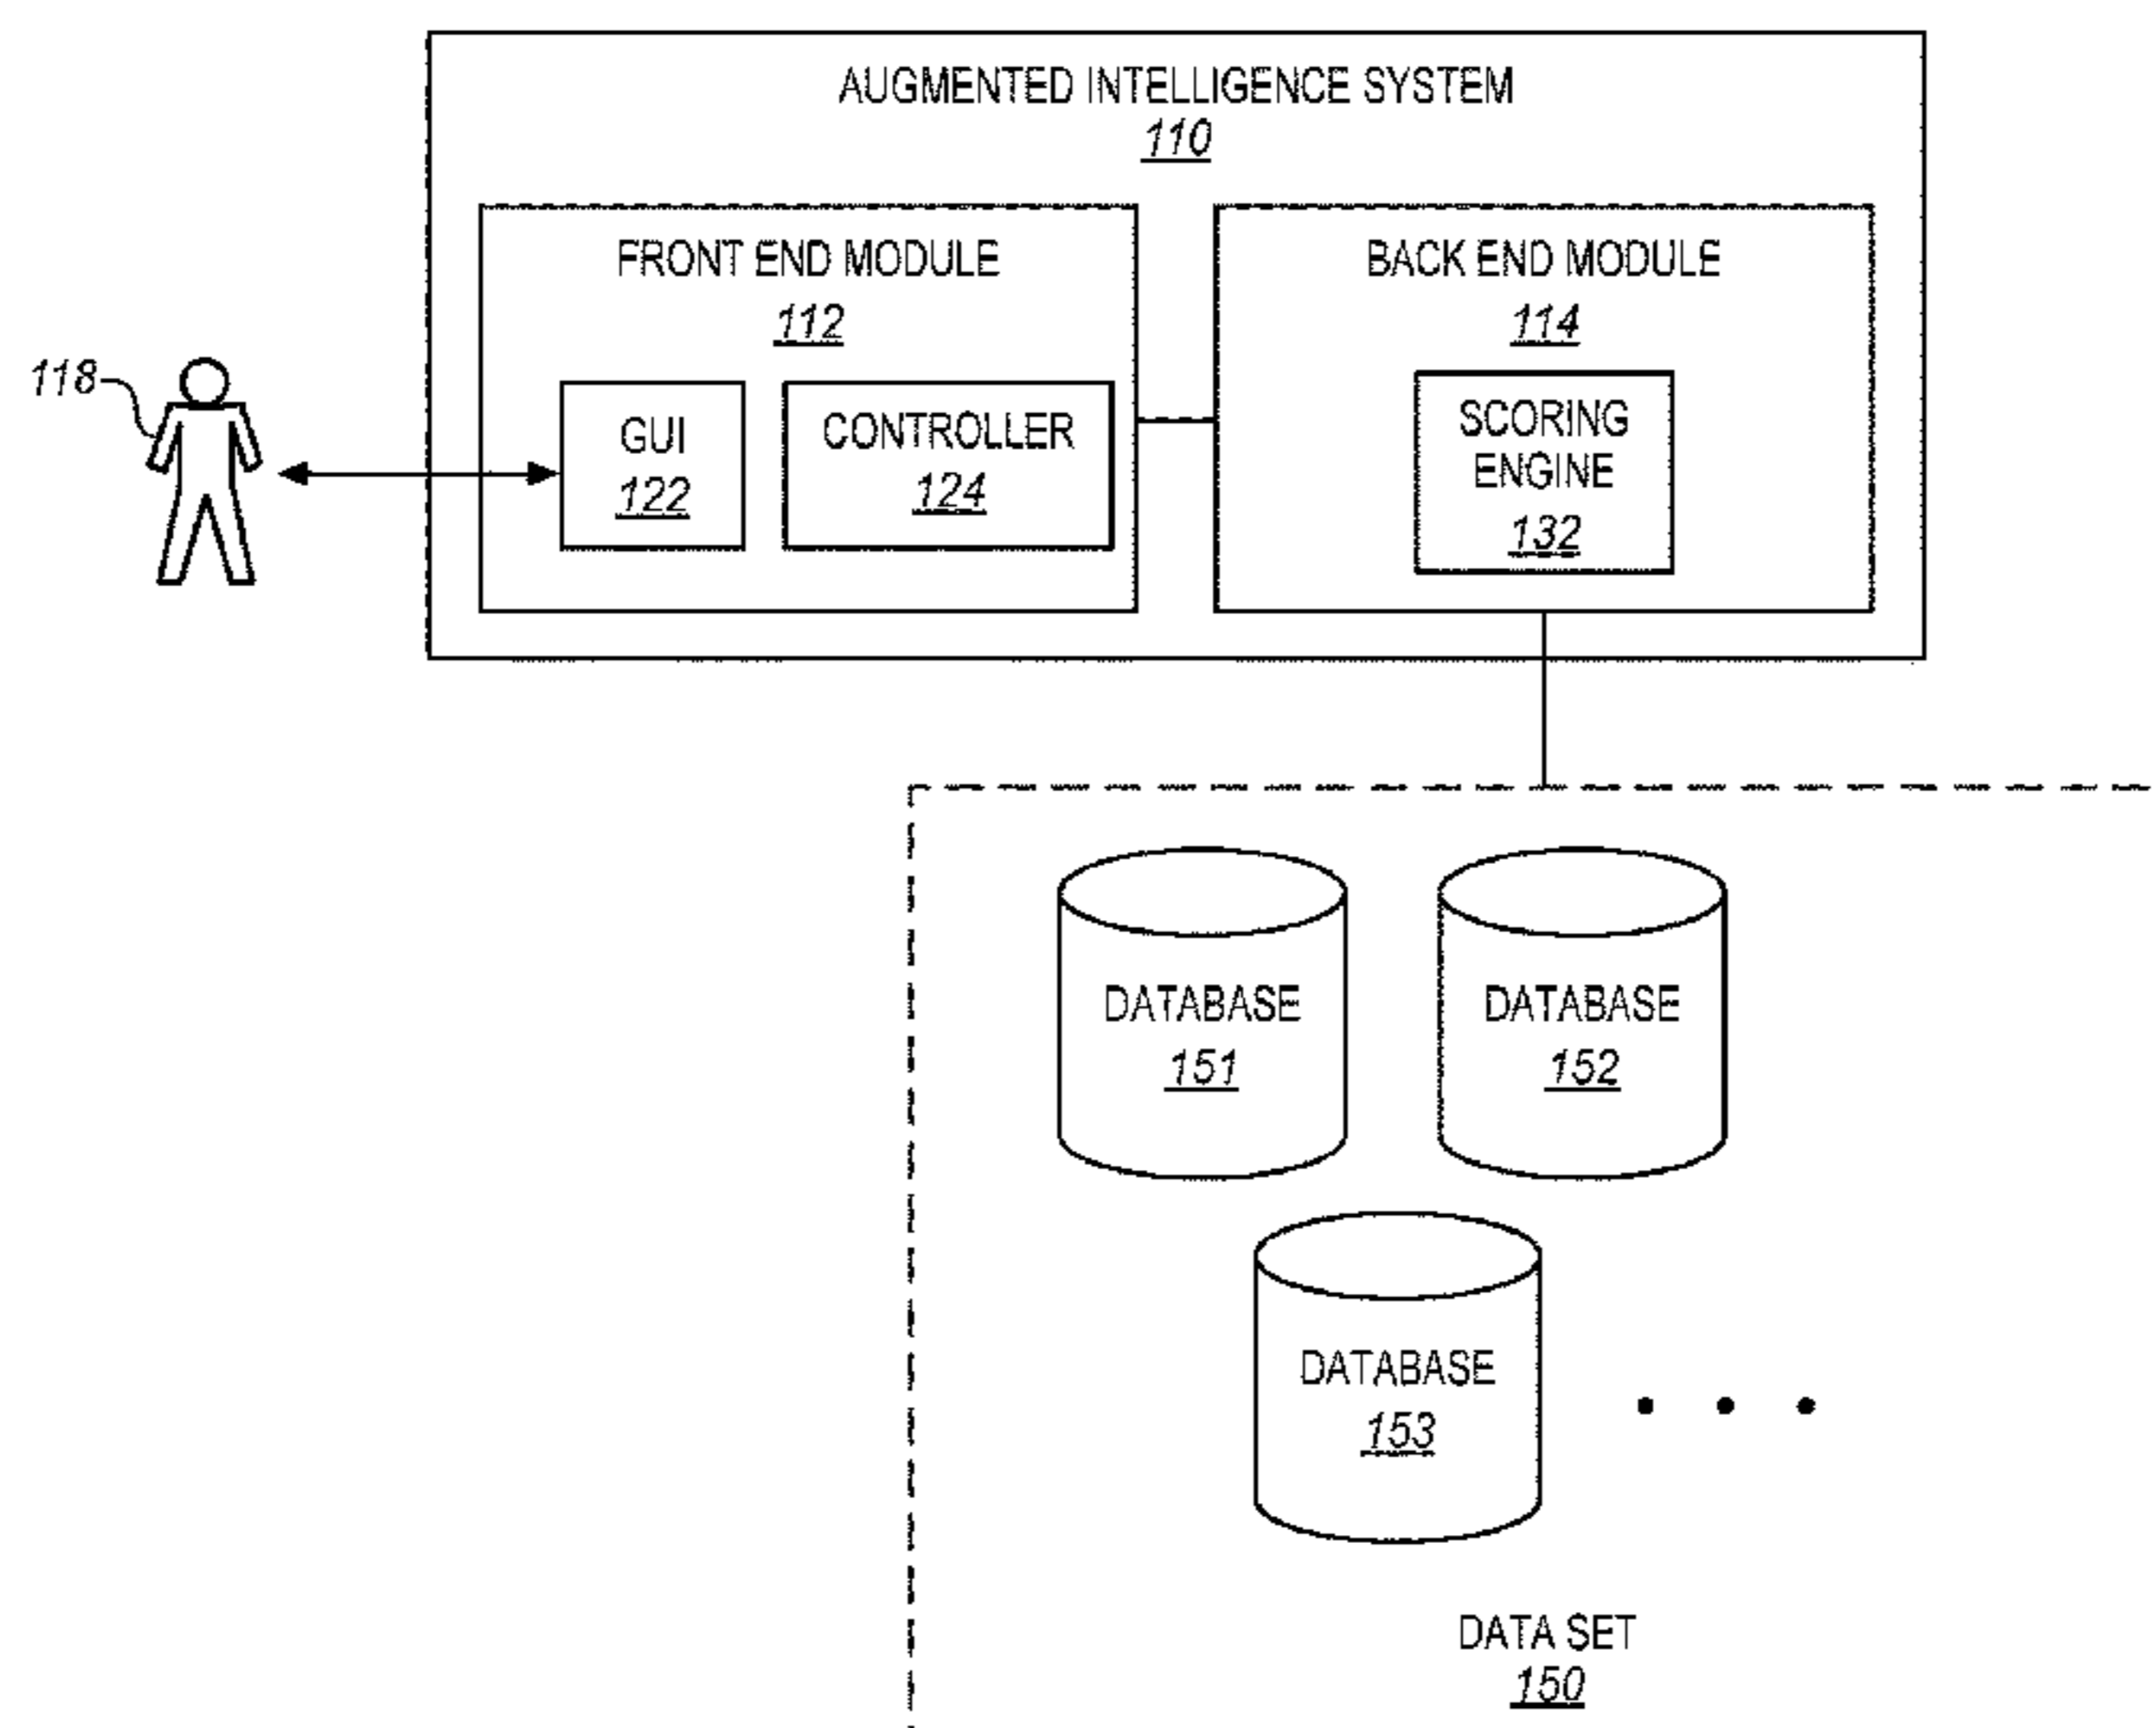 AUGMENTED INTELLIGENCE SYSTEM
110
FRONT END MODULE
112
BACK END MODULE
114
118
GUI
122
CONTROLLER
124
SCORING
ENGINE
132
DATABASE
151
DATABASE
152
DATABASE
153
DATA SET
150